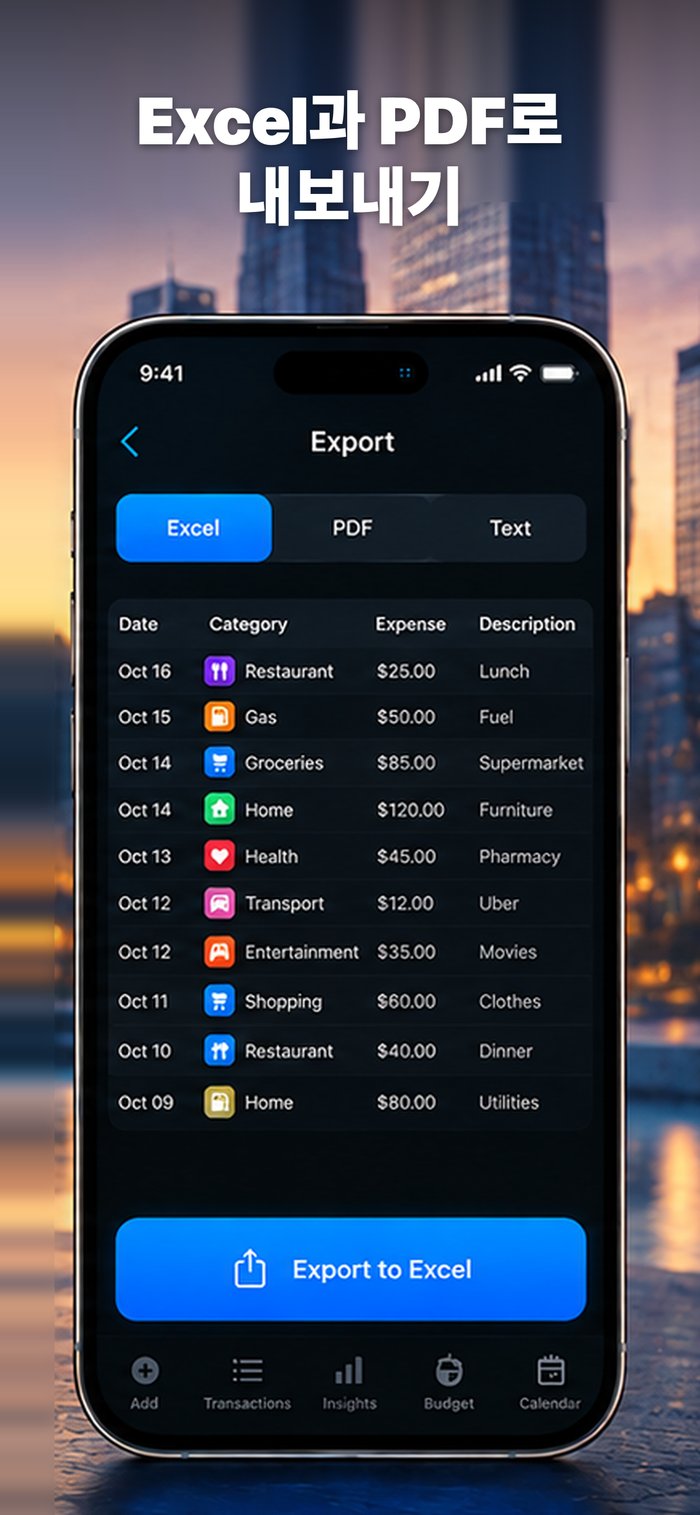 Excel과 PDF로
내보내기
9:41
Export
Excel PDF Text
Date Category Expense Description
Oct 16 Restaurant $25.00 Lunch
Oct 15 Gas $50.00 Fuel
Oct 14 Groceries $85.00 Supermarket
Oct 14 Home $120.00 Furniture
Oct 13 Health $45.00 Pharmacy
Oct 12 Transport $12.00 Uber
Oct 12 Entertainment $35.00 Movies
Oct 11 Shopping $60.00 Clothes
Oct 10 Restaurant $40.00 Dinner
Oct 09 Home $80.00 Utilities
Export to Excel
Add Transactions Insights Budget Calendar